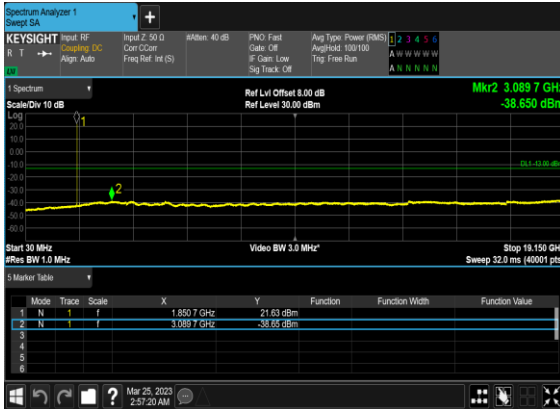 Spectrum Analyzer 1
Swept SA
+
KEYSIGHT
R T
Input: RF
Coupling: DC
Align: Auto
Input Z: 50 Ω
Corr CCorr
Freq Ref: Int (S)
#Atten: 40 dB
PNO: Fast
Gate: Off
IF Gain: Low
Sig Track: Off
Avg Type: Power (RMS)
Avg|Hold: 100/100
Trig: Free Run
1 2 3 4 5 6
A W W W W W
A N N N N N
1 Spectrum
Scale/Div 10 dB
Ref Lvl Offset 8.00 dB
Ref Level 30.00 dBm
Mkr2 3.089 7 GHz
-38.650 dBm
Log
20.0
10.0
0.00
-10.0
-20.0
-30.0
-40.0
-50.0
-60.0
1
2
DL1 -13.00 dBm
Start 30 MHz
#Res BW 1.0 MHz
Video BW 3.0 MHz*
Stop 19.150 GHz
Sweep 32.0 ms (40001 pts)
5 Marker Table
Mode Trace Scale X Y Function Function Width Function Value
1 N 1 f 1.850 7 GHz 21.63 dBm
2 N 1 f 3.089 7 GHz -38.65 dBm
3
4
5
6
?
Mar 25, 2023
2:57:20 AM